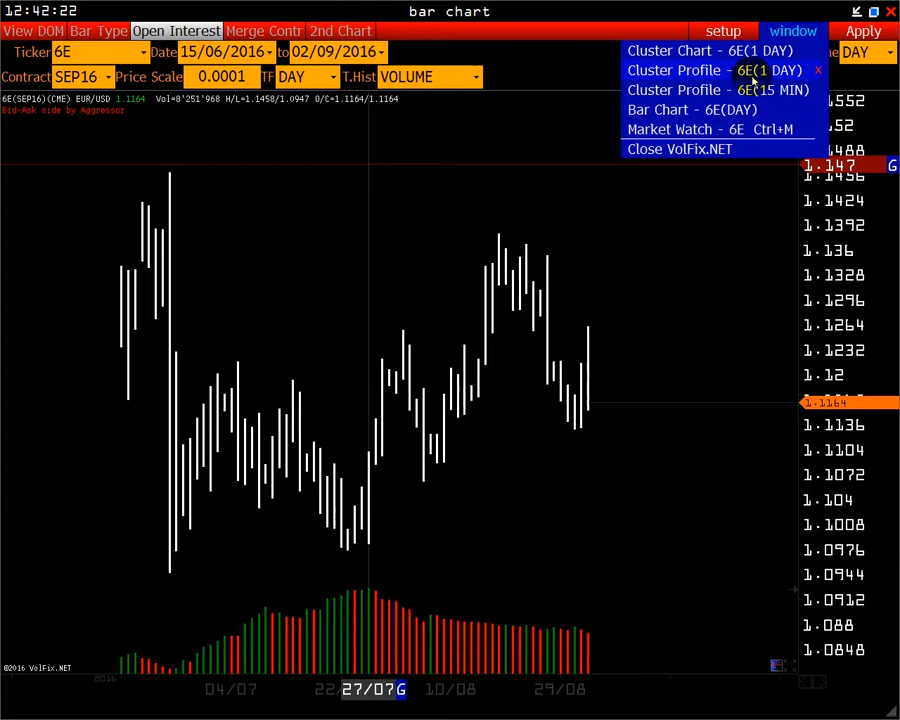 12:42:22
bar chart
View DOM Bar Type Open Interest Merge Contr 2nd Chart setup window Apply
Ticker 6E Date 15/06/2016 to 02/09/2016 DAY
Contract SEP16 Price Scale 0.0001 TF DAY T.Hist VOLUME
Cluster Chart - 6E(1 DAY)
Cluster Profile - 6E(1 DAY) x
Cluster Profile - 6E(15 MIN)
Bar Chart - 6E(DAY)
Market Watch - 6E Ctrl+M
Close VolFix.NET
6E(SEP16)(CME) EUR/USD 1.1164 Vol=8'251'968 H/L=1.1458/1.0947 O/C=1.1164/1.1164
Bid-Ask side by Aggressor
1.147 G
1.1456
1.1424
1.1392
1.136
1.1328
1.1296
1.1264
1.1232
1.12
1.1164
1.1136
1.1104
1.1072
1.104
1.1008
1.0976
1.0944
1.0912
1.088
1.0848
©2016 VolFix.NET
2016
04/07 22 27/07 G 10/08 29/08